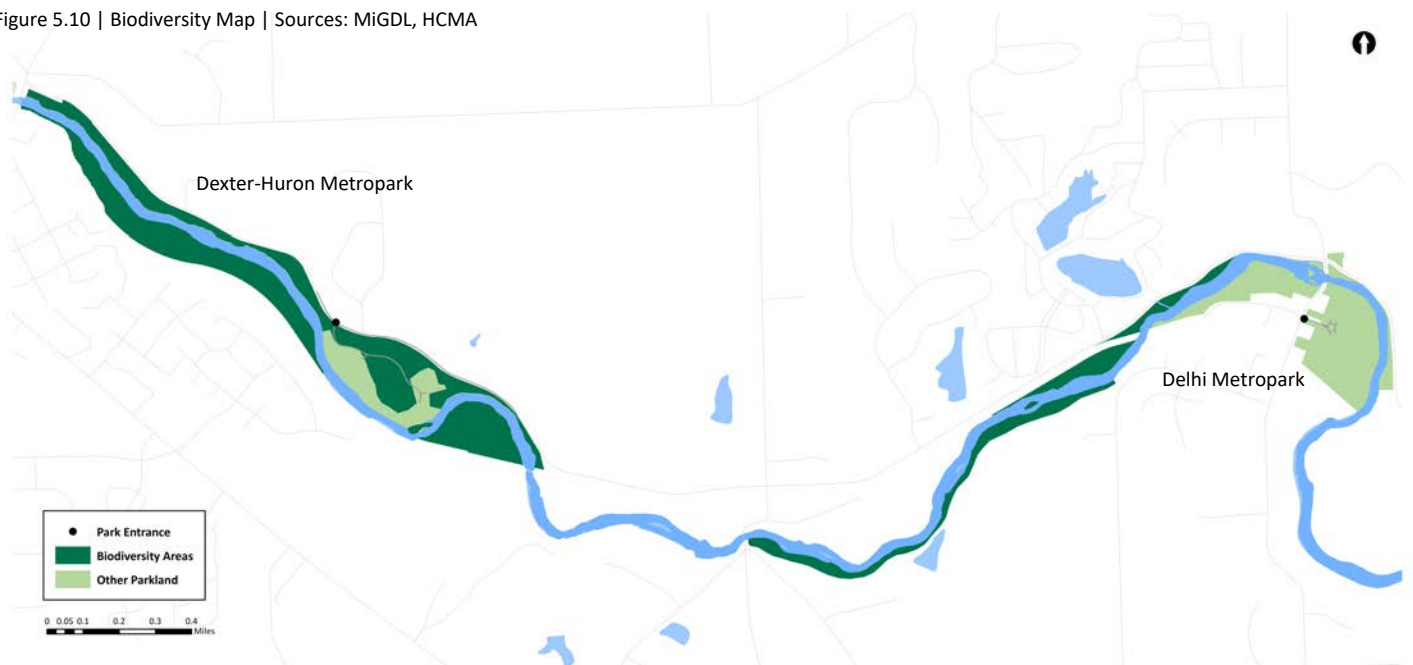 Figure 5.10 | Biodiversity Map | Sources: MiGDL, HCMA
Dexter-Huron Metropark
Delhi Metropark
Park Entrance
Biodiversity Areas
Other Parkland
0 0.05 0.1 0.2 0.3 0.4
Miles